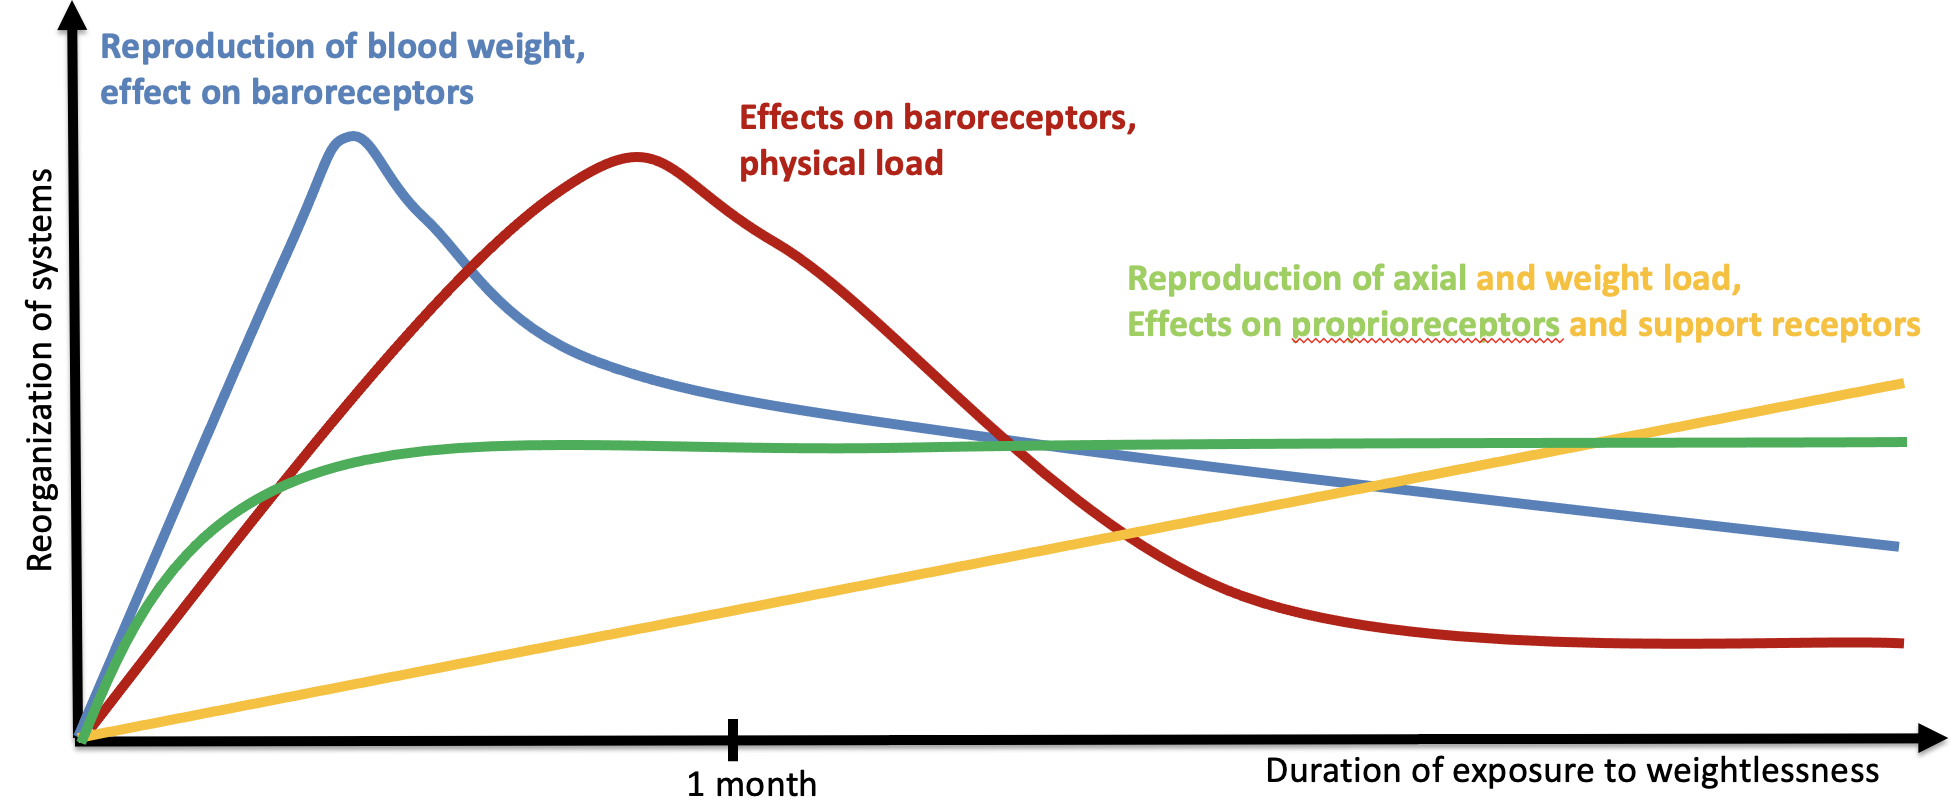 Reproduction of blood weight,
effect on baroreceptors
Effects on baroreceptors,
physical load
Reproduction of axial and weight load,
Effects on proprioreceptors and support receptors
Reorganization of systems
1 month
Duration of exposure to weightlessness